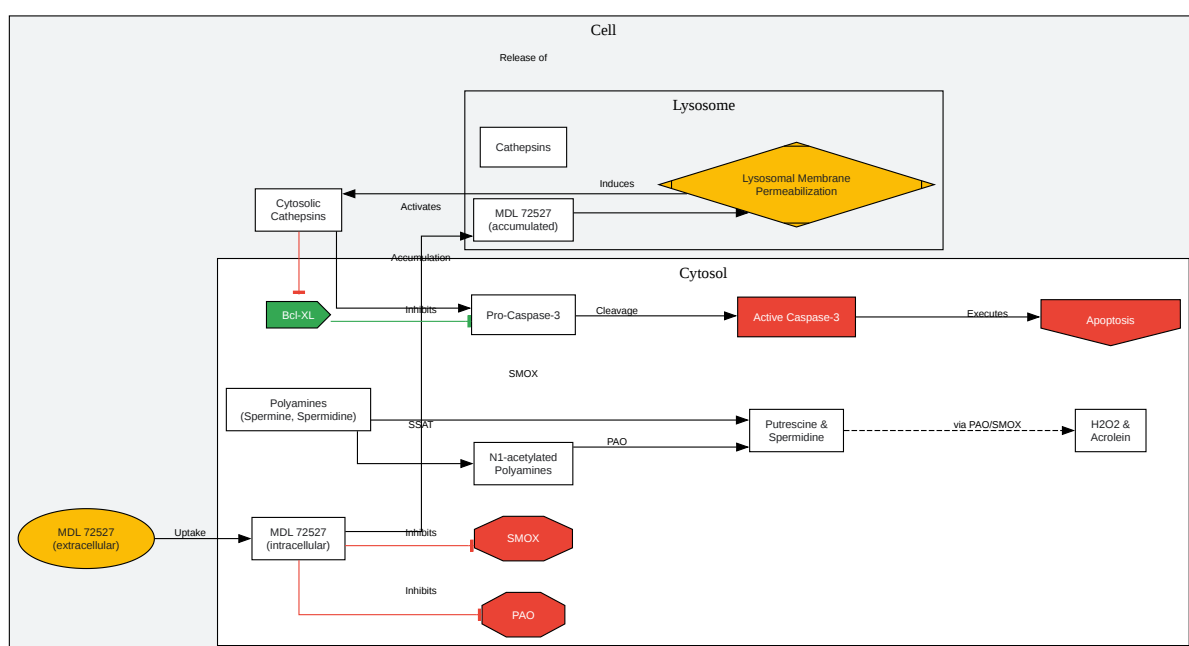 Cell
Release of
Lysosome
Cathepsins
Lysosomal Membrane
Permeabilization
Induces
Cytosolic
Cathepsins
Activates
MDL 72527
(accumulated)
Accumulation
Cytosol
Bcl-XL
Inhibits
Pro-Caspase-3
Cleavage
Active Caspase-3
Executes
Apoptosis
SMOX
Polyamines
(Spermine, Spermidine)
SSAT
Putrescine &
Spermidine
via PAO/SMOX
H2O2 &
Acrolein
N1-acetylated
Polyamines
PAO
MDL 72527
(extracellular)
Uptake
MDL 72527
(intracellular)
Inhibits
SMOX
Inhibits
PAO